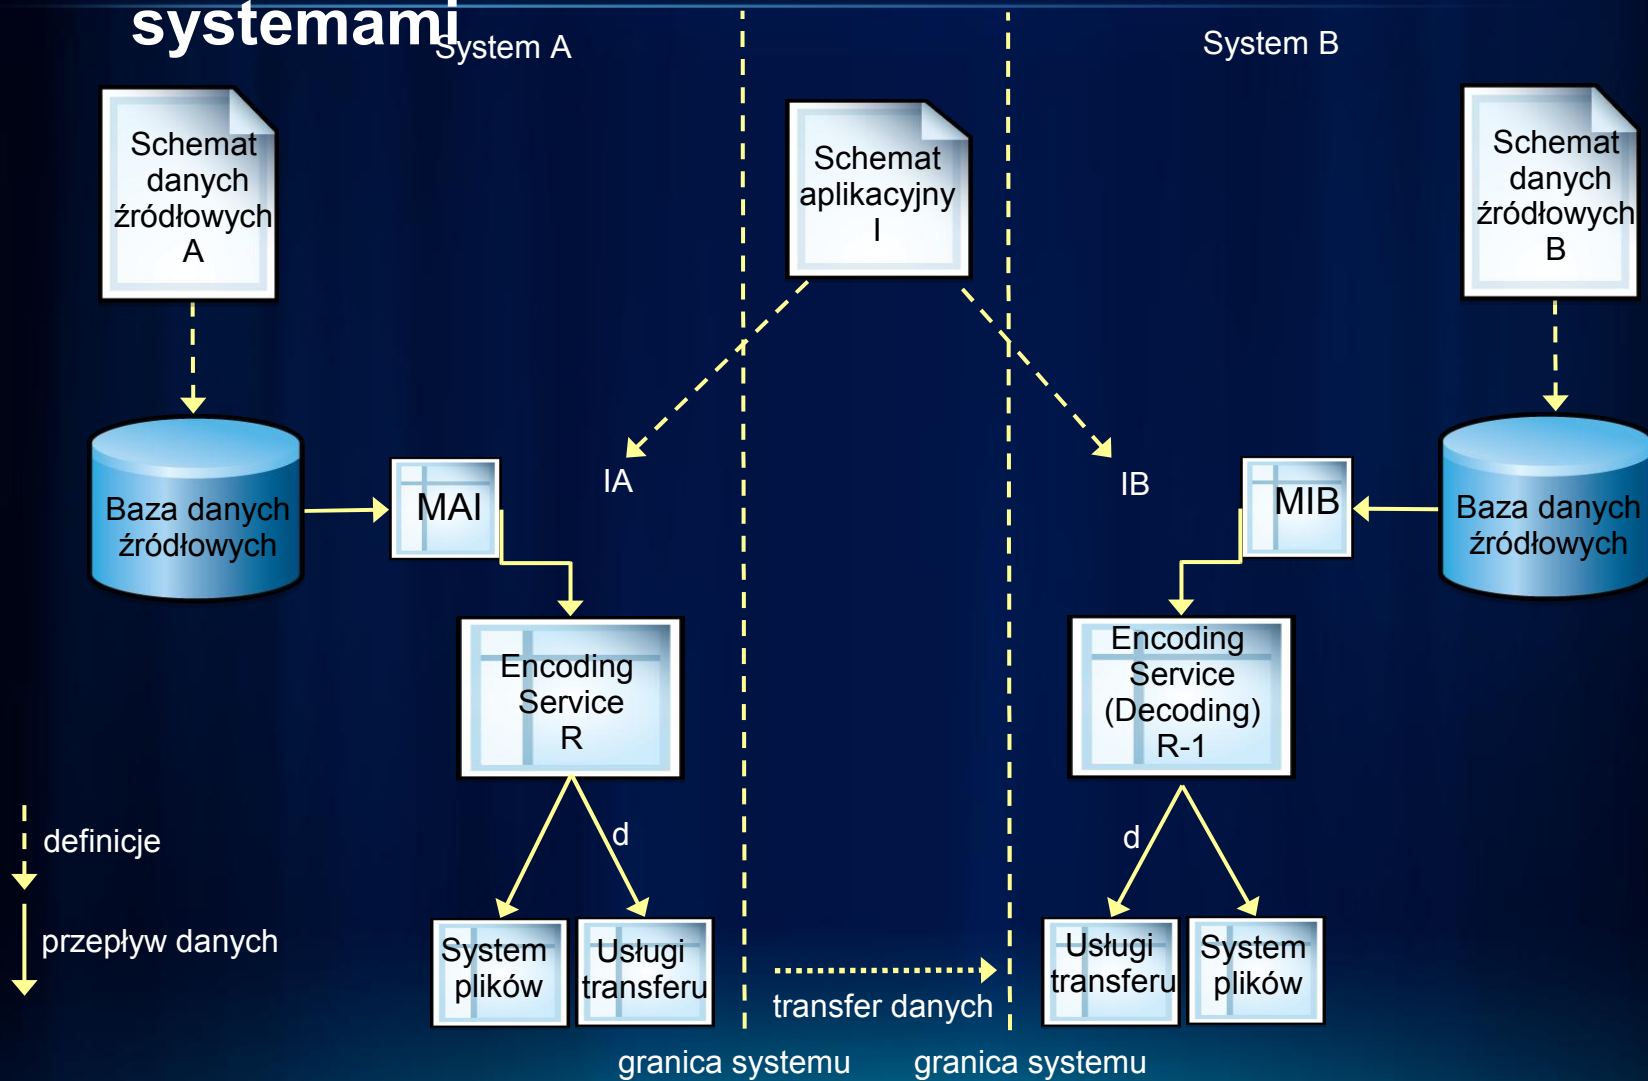 systemami
System A
System B
Schemat
danych
źródłowych
A
Schemat
aplikacyjny
I
Schemat
danych
źródłowych
B
Baza danych
źródłowych
MAI
IA
IB
MIB
Baza danych
źródłowych
Encoding
Service
R
Encoding
Service
(Decoding)
R-1
definicje
przepływ danych
d
d
System
plików
Usługi
transferu
transfer danych
Usługi
transferu
System
plików
granica systemu
granica systemu